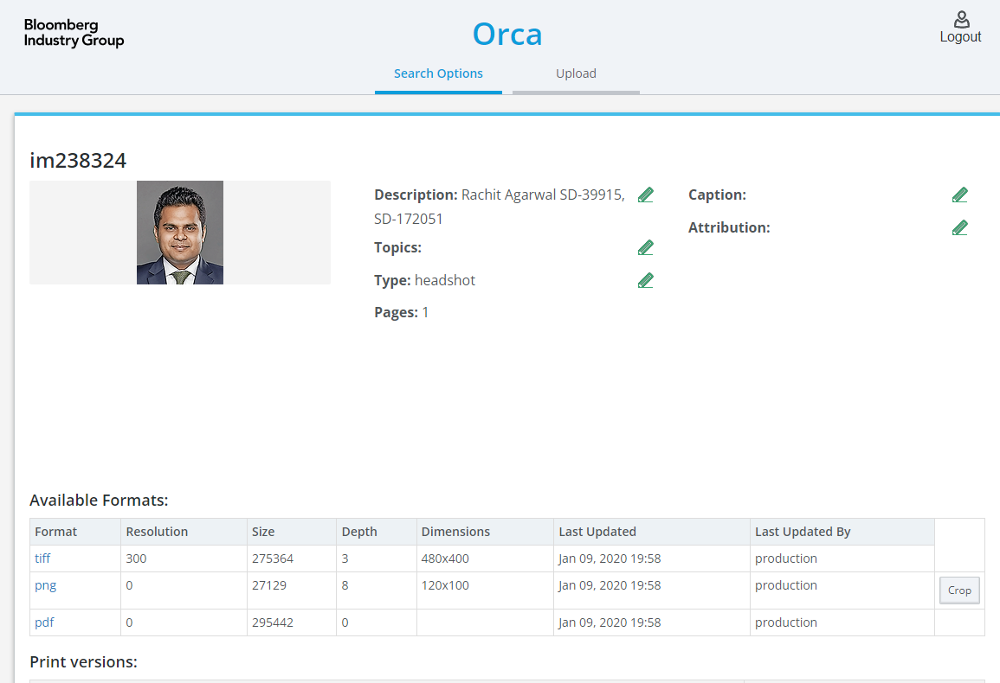 Bloomberg
Industry Group
Orca
Logout
Search Options
Upload
im238324
Description: Rachit Agarwal SD-39915,
SD-172051
Topics:
Type: headshot
Pages: 1
Caption:
Attribution:
Available Formats:
Format Resolution Size Depth Dimensions Last Updated Last Updated By
tiff 300 275364 3 480x400 Jan 09, 2020 19:58 production
png 0 27129 8 120x100 Jan 09, 2020 19:58 production Crop
pdf 0 295442 0 Jan 09, 2020 19:58 production
Print versions: